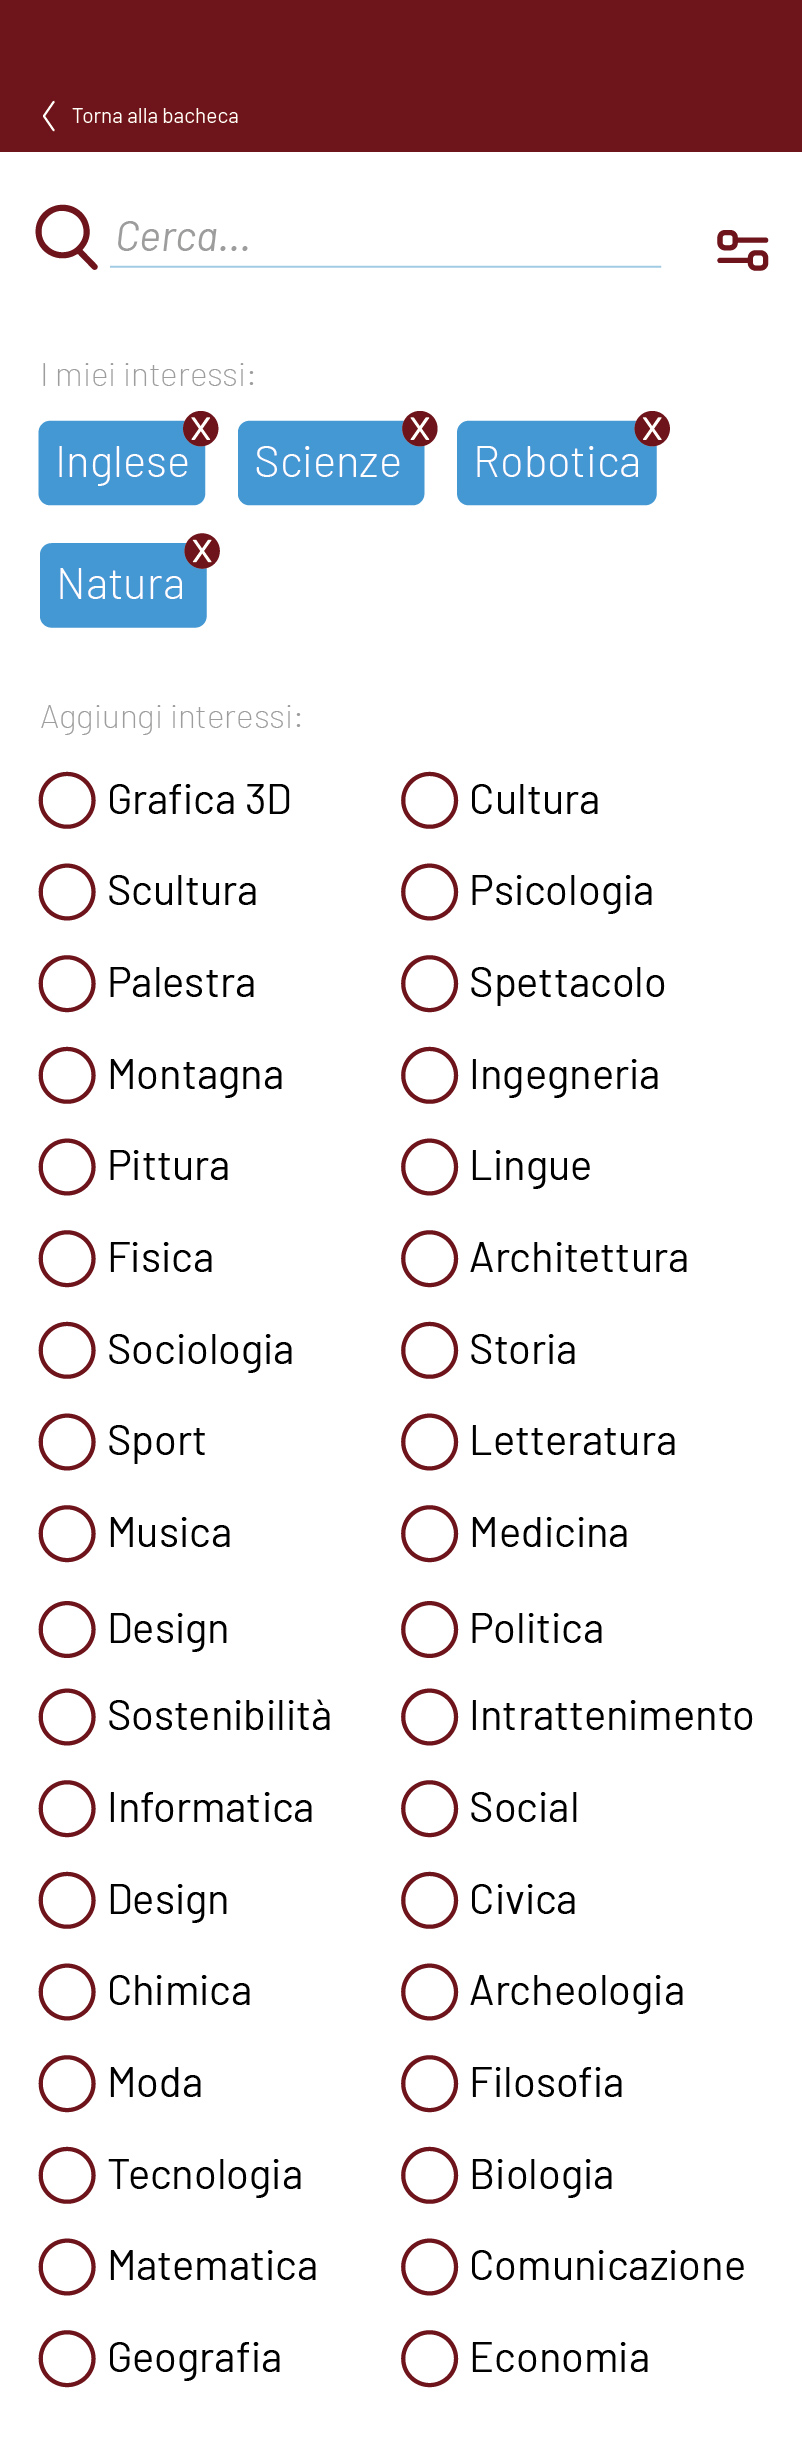 Torna alla bacheca
Cerca...
I miei interessi:
X X X
Inglese Scienze Robotica
X
Natura
Aggiungi interessi:
Grafica 3D Cultura
Scultura Psicologia
Palestra Spettacolo
Montagna Ingegneria
Pittura Lingue
Fisica Architettura
Sociologia Storia
Sport Letteratura
Musica Medicina
Design Politica
Sostenibilità Intrattenimento
Informatica Social
Design Civica
Chimica Archeologia
Moda Filosofia
Tecnologia Biologia
Matematica Comunicazione
Geografia Economia